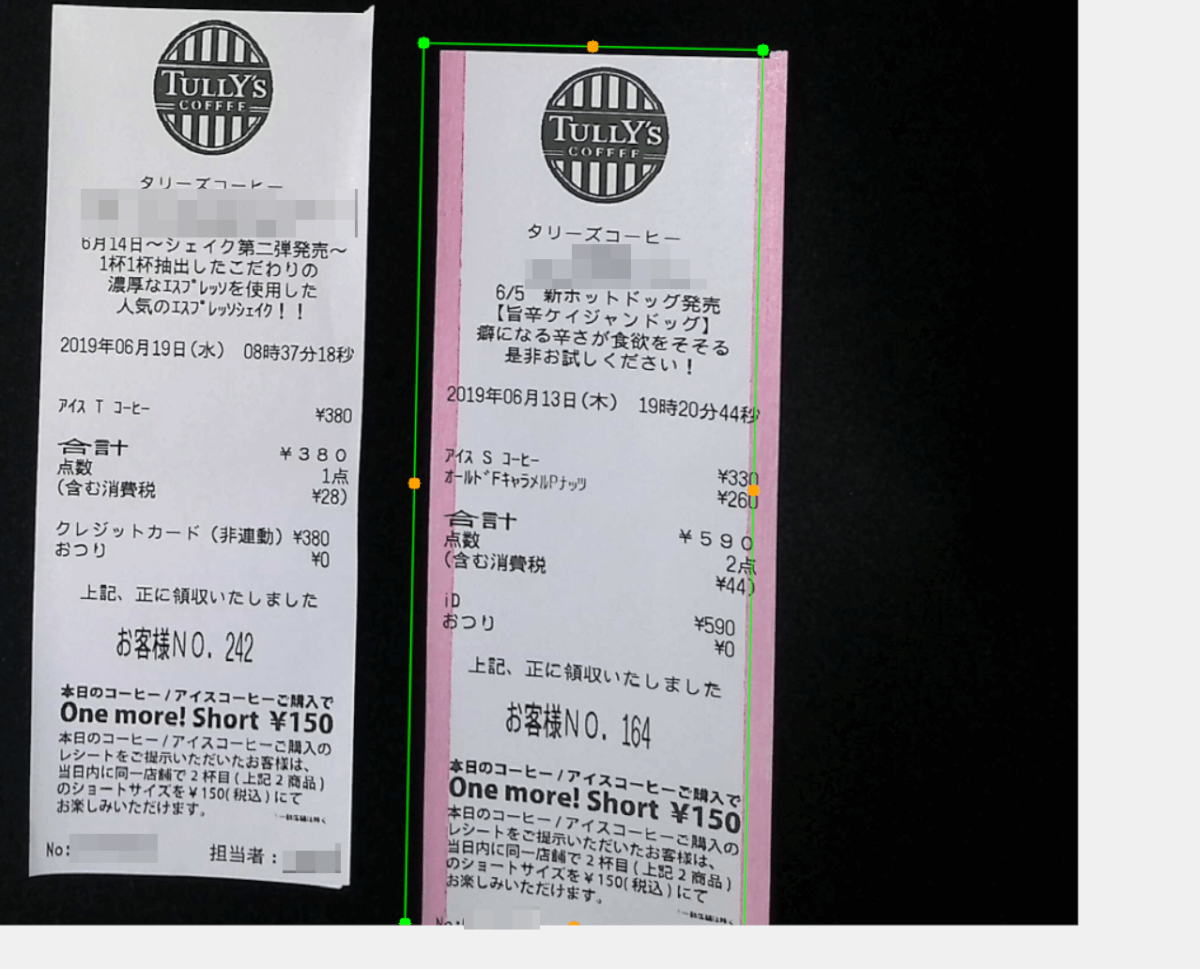 TULLY'S
COFFEE
タリーズコーヒー
6月14日～シェイク第二弾発売～
1杯1杯抽出したこだわりの
濃厚なｴｽﾌﾟﾚｯｿを使用した
人気のｴｽﾌﾟﾚｯｿｼｪｲｸ！！
2019年06月19日(水) 08時37分18秒
ｱｲｽ T ｺｰﾋｰ ¥380
合計 ¥３８０
点数 1点
(含む消費税 ¥28)
クレジットカード（非連動）¥380
おつり ¥0
上記、正に領収いたしました
お客様NO. 242
本日のコーヒー/アイスコーヒーご購入で
One more! Short ¥150
本日のコーヒー/アイスコーヒーご購入の
レシートをご提示いただいたお客様は、
当日内に同一店舗で2杯目(上記2商品)
のショートサイズを¥150(税込)にて
お楽しみいただけます。
No: 担当者：
TULLY'S
COFFEE
タリーズコーヒー
6/5 新ホットドッグ発売
【旨辛ケイジャンドッグ】
癖になる辛さが食欲をそそる
是非お試しください！
2019年06月13日(木) 19時20分44秒
ｱｲｽ S ｺｰﾋｰ ¥330
ｵｰﾙﾄﾞFｷｬﾗﾒﾙPﾅｯﾂ ¥260
合計 ¥５９０
点数 2点
(含む消費税 ¥44)
iD ¥590
おつり ¥0
上記、正に領収いたしました
お客様NO. 164
本日のコーヒー/アイスコーヒーご購入で
One more! Short ¥150
本日のコーヒー/アイスコーヒーご購入の
レシートをご提示いただいたお客様は、
当日内に同一店舗で2杯目(上記2商品)
のショートサイズを¥150(税込)にて
お楽しみいただけます。
No: